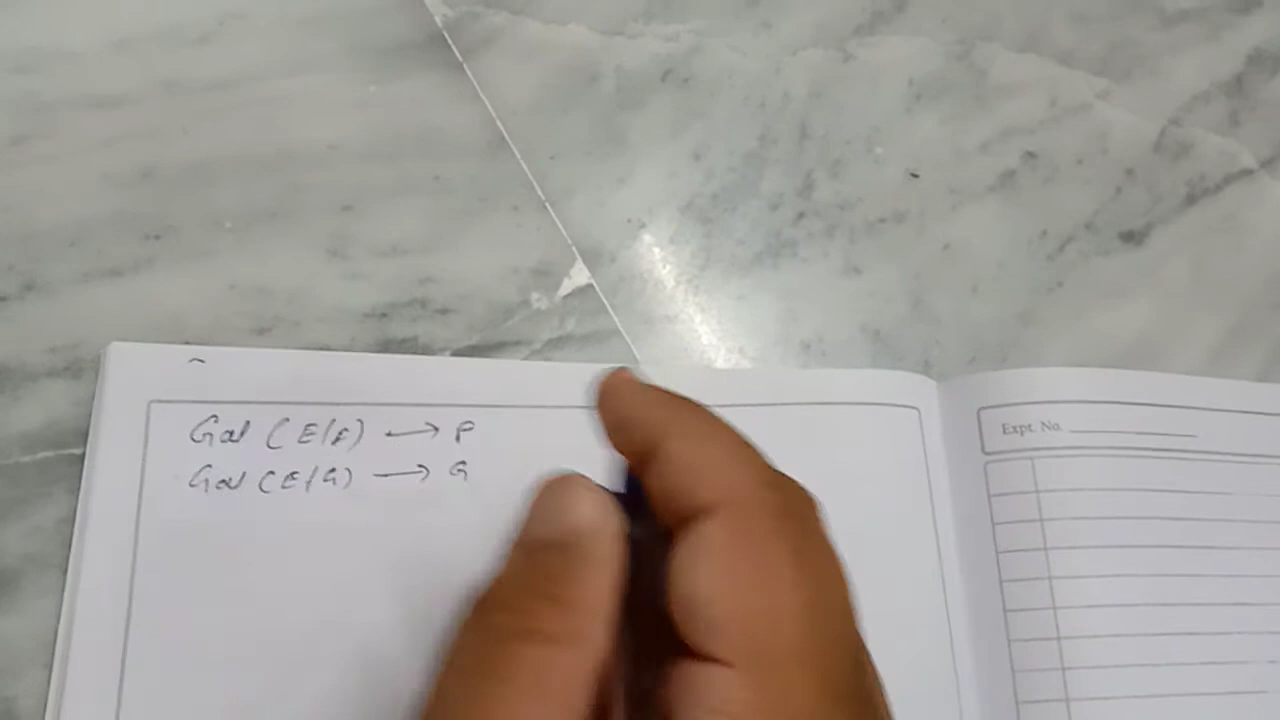 Gal (E/F) → F
Gal (E/G) → G
Expt. No.